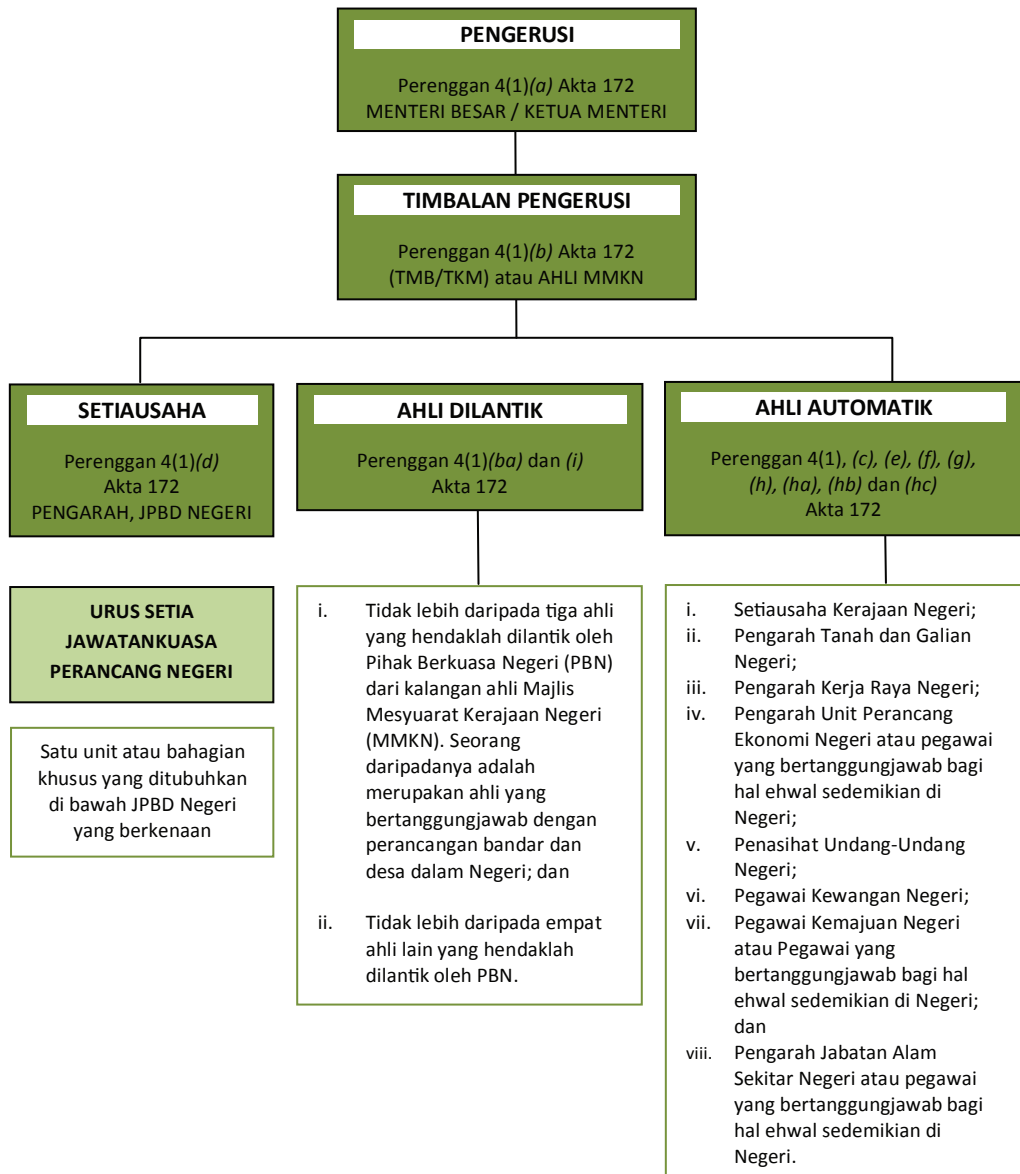 PENGERUSI
Perenggan 4(1)(a) Akta 172
MENTERI BESAR / KETUA MENTERI
TIMBALAN PENGERUSI
Perenggan 4(1)(b) Akta 172
(TMB/TKM) atau AHLI MMKN
SETIAUSAHA
Perenggan 4(1)(d)
Akta 172
PENGARAH, JPBD NEGERI
URUS SETIA
JAWATANKUASA
PERANCANG NEGERI
Satu unit atau bahagian
khusus yang ditubuhkan
di bawah JPBD Negeri
yang berkenaan
AHLI DILANTIK
Perenggan 4(1)(ba) dan (i)
Akta 172
i. Tidak lebih daripada tiga ahli
yang hendaklah dilantik oleh
Pihak Berkuasa Negeri (PBN)
dari kalangan ahli Majlis
Mesyuarat Kerajaan Negeri
(MMKN). Seorang
daripadanya adalah
merupakan ahli yang
bertanggungjawab dengan
perancangan bandar dan
desa dalam Negeri; dan
ii. Tidak lebih daripada empat
ahli lain yang hendaklah
dilantik oleh PBN.
AHLI AUTOMATIK
Perenggan 4(1), (c), (e), (f), (g),
(h), (ha), (hb) dan (hc)
Akta 172
i. Setiausaha Kerajaan Negeri;
ii. Pengarah Tanah dan Galian
Negeri;
iii. Pengarah Kerja Raya Negeri;
iv. Pengarah Unit Perancang
Ekonomi Negeri atau pegawai
yang bertanggungjawab bagi
hal ehwal sedemikian di
Negeri;
v. Penasihat Undang-Undang
Negeri;
vi. Pegawai Kewangan Negeri;
vii. Pegawai Kemajuan Negeri
atau Pegawai yang
bertanggungjawab bagi hal
ehwal sedemikian di Negeri;
dan
viii. Pengarah Jabatan Alam
Sekitar Negeri atau pegawai
yang bertanggungjawab bagi
hal ehwal sedemikian di
Negeri.